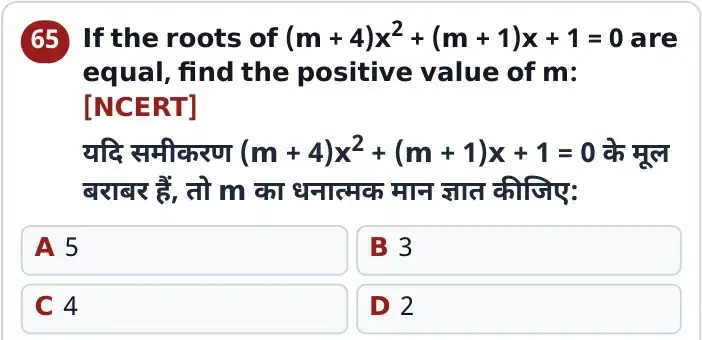 65 If the roots of (m + 4)x² + (m + 1)x + 1 = 0 are
equal, find the positive value of m:
[NCERT]
यदि समीकरण (m + 4)x² + (m + 1)x + 1 = 0 के मूल
बराबर हैं, तो m का धनात्मक मान ज्ञात कीजिए:
A 5
B 3
C 4
D 2